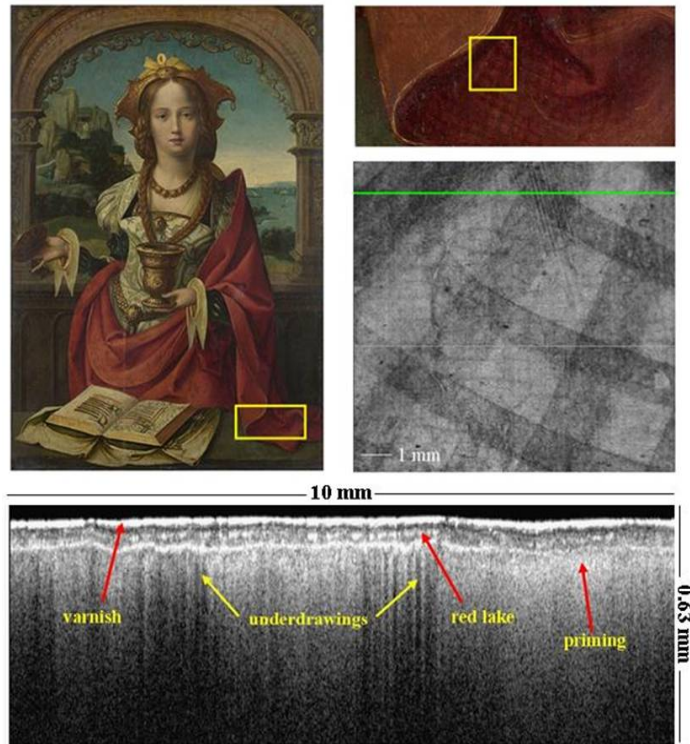 1 mm
10 mm
varnish
underdrawings
red lake
priming
0.63 mm